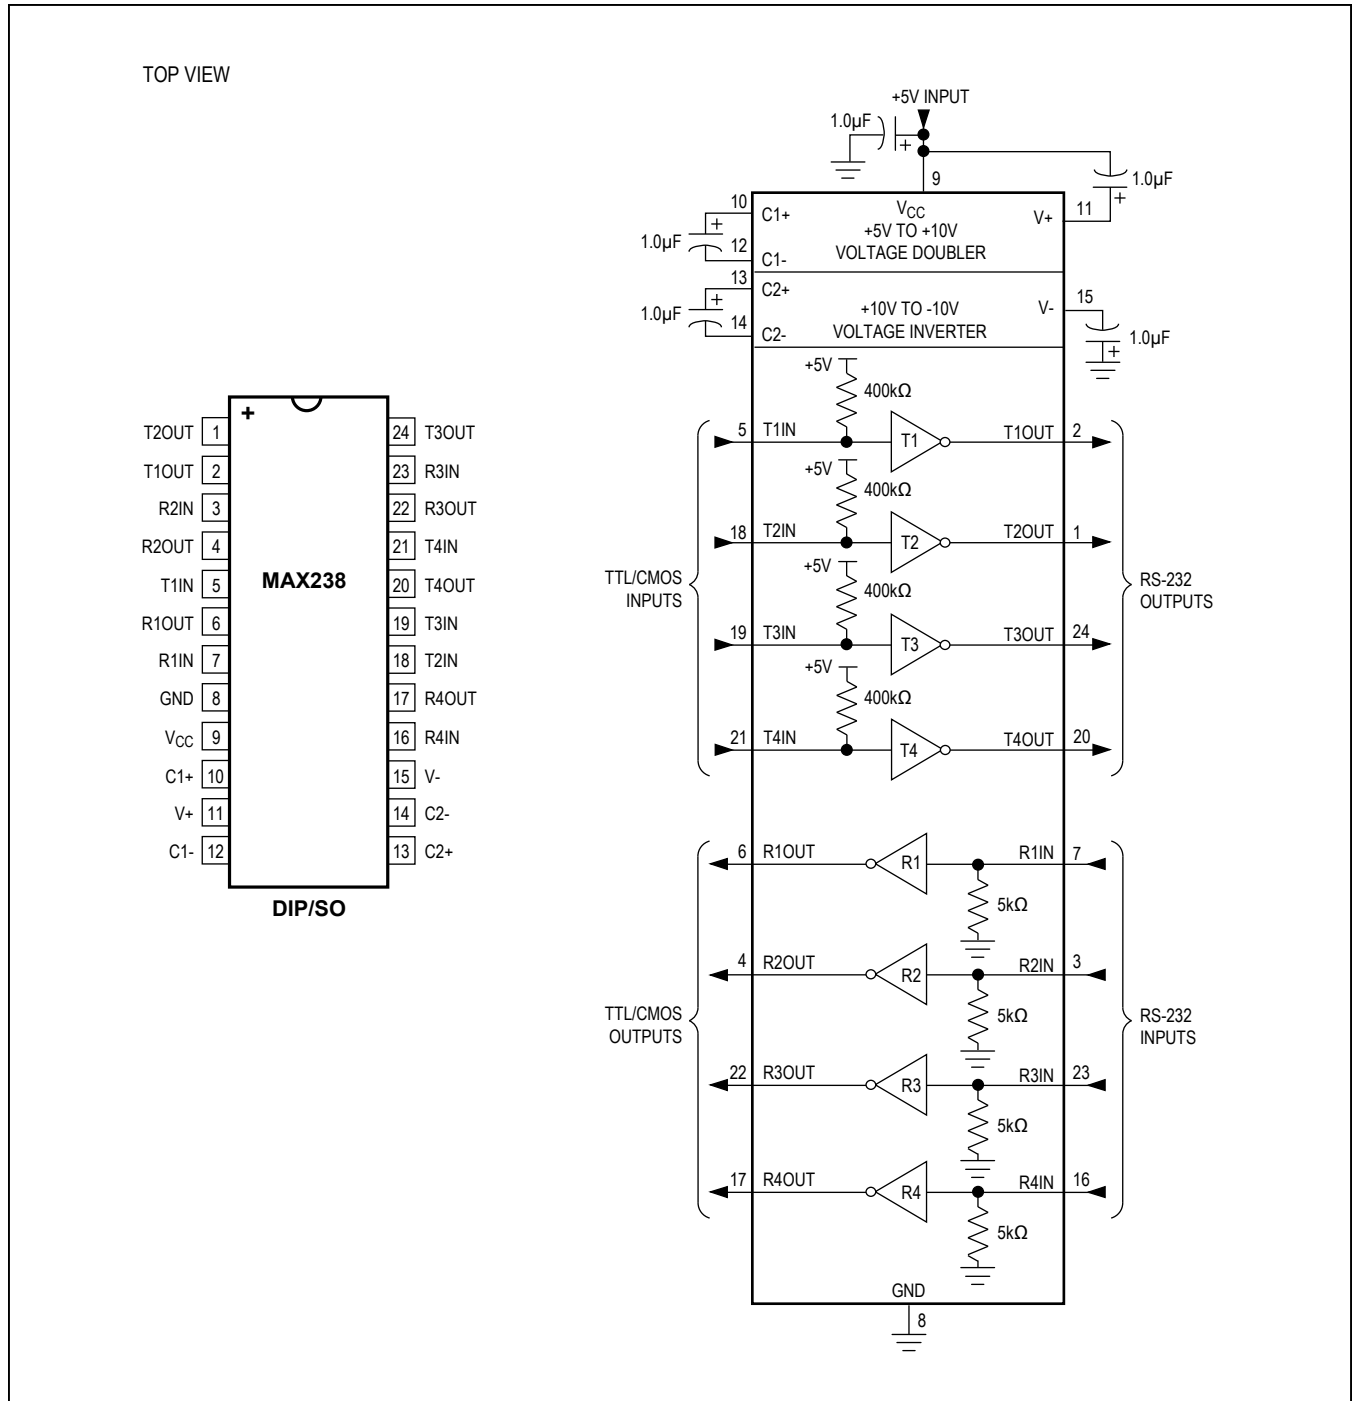 TOP VIEW
+
MAX238
DIP/SO
T2OUT 1
T1OUT 2
R2IN 3
R2OUT 4
T1IN 5
R1OUT 6
R1IN 7
GND 8
VCC 9
C1+ 10
V+ 11
C1- 12
24 T3OUT
23 R3IN
22 R3OUT
21 T4IN
20 T4OUT
19 T3IN
18 T2IN
17 R4OUT
16 R4IN
15 V-
14 C2-
13 C2+
+5V INPUT
1.0µF
+
9
1.0µF
+
10
C1+
VCC
V+
11
+5V TO +10V
VOLTAGE DOUBLER
1.0µF
+
12
C1-
13
C2+
1.0µF
+
14
C2-
+10V TO -10V
VOLTAGE INVERTER
V-
15
1.0µF
+
TTL/CMOS
INPUTS
+5V
400kΩ
5 T1IN T1 T1OUT 2
+5V
400kΩ
18 T2IN T2 T2OUT 1
+5V
400kΩ
19 T3IN T3 T3OUT 24
+5V
400kΩ
21 T4IN T4 T4OUT 20
RS-232
OUTPUTS
TTL/CMOS
OUTPUTS
6 R1OUT R1 R1IN 7
5kΩ
4 R2OUT R2 R2IN 3
5kΩ
22 R3OUT R3 R3IN 23
5kΩ
17 R4OUT R4 R4IN 16
5kΩ
RS-232
INPUTS
GND
8